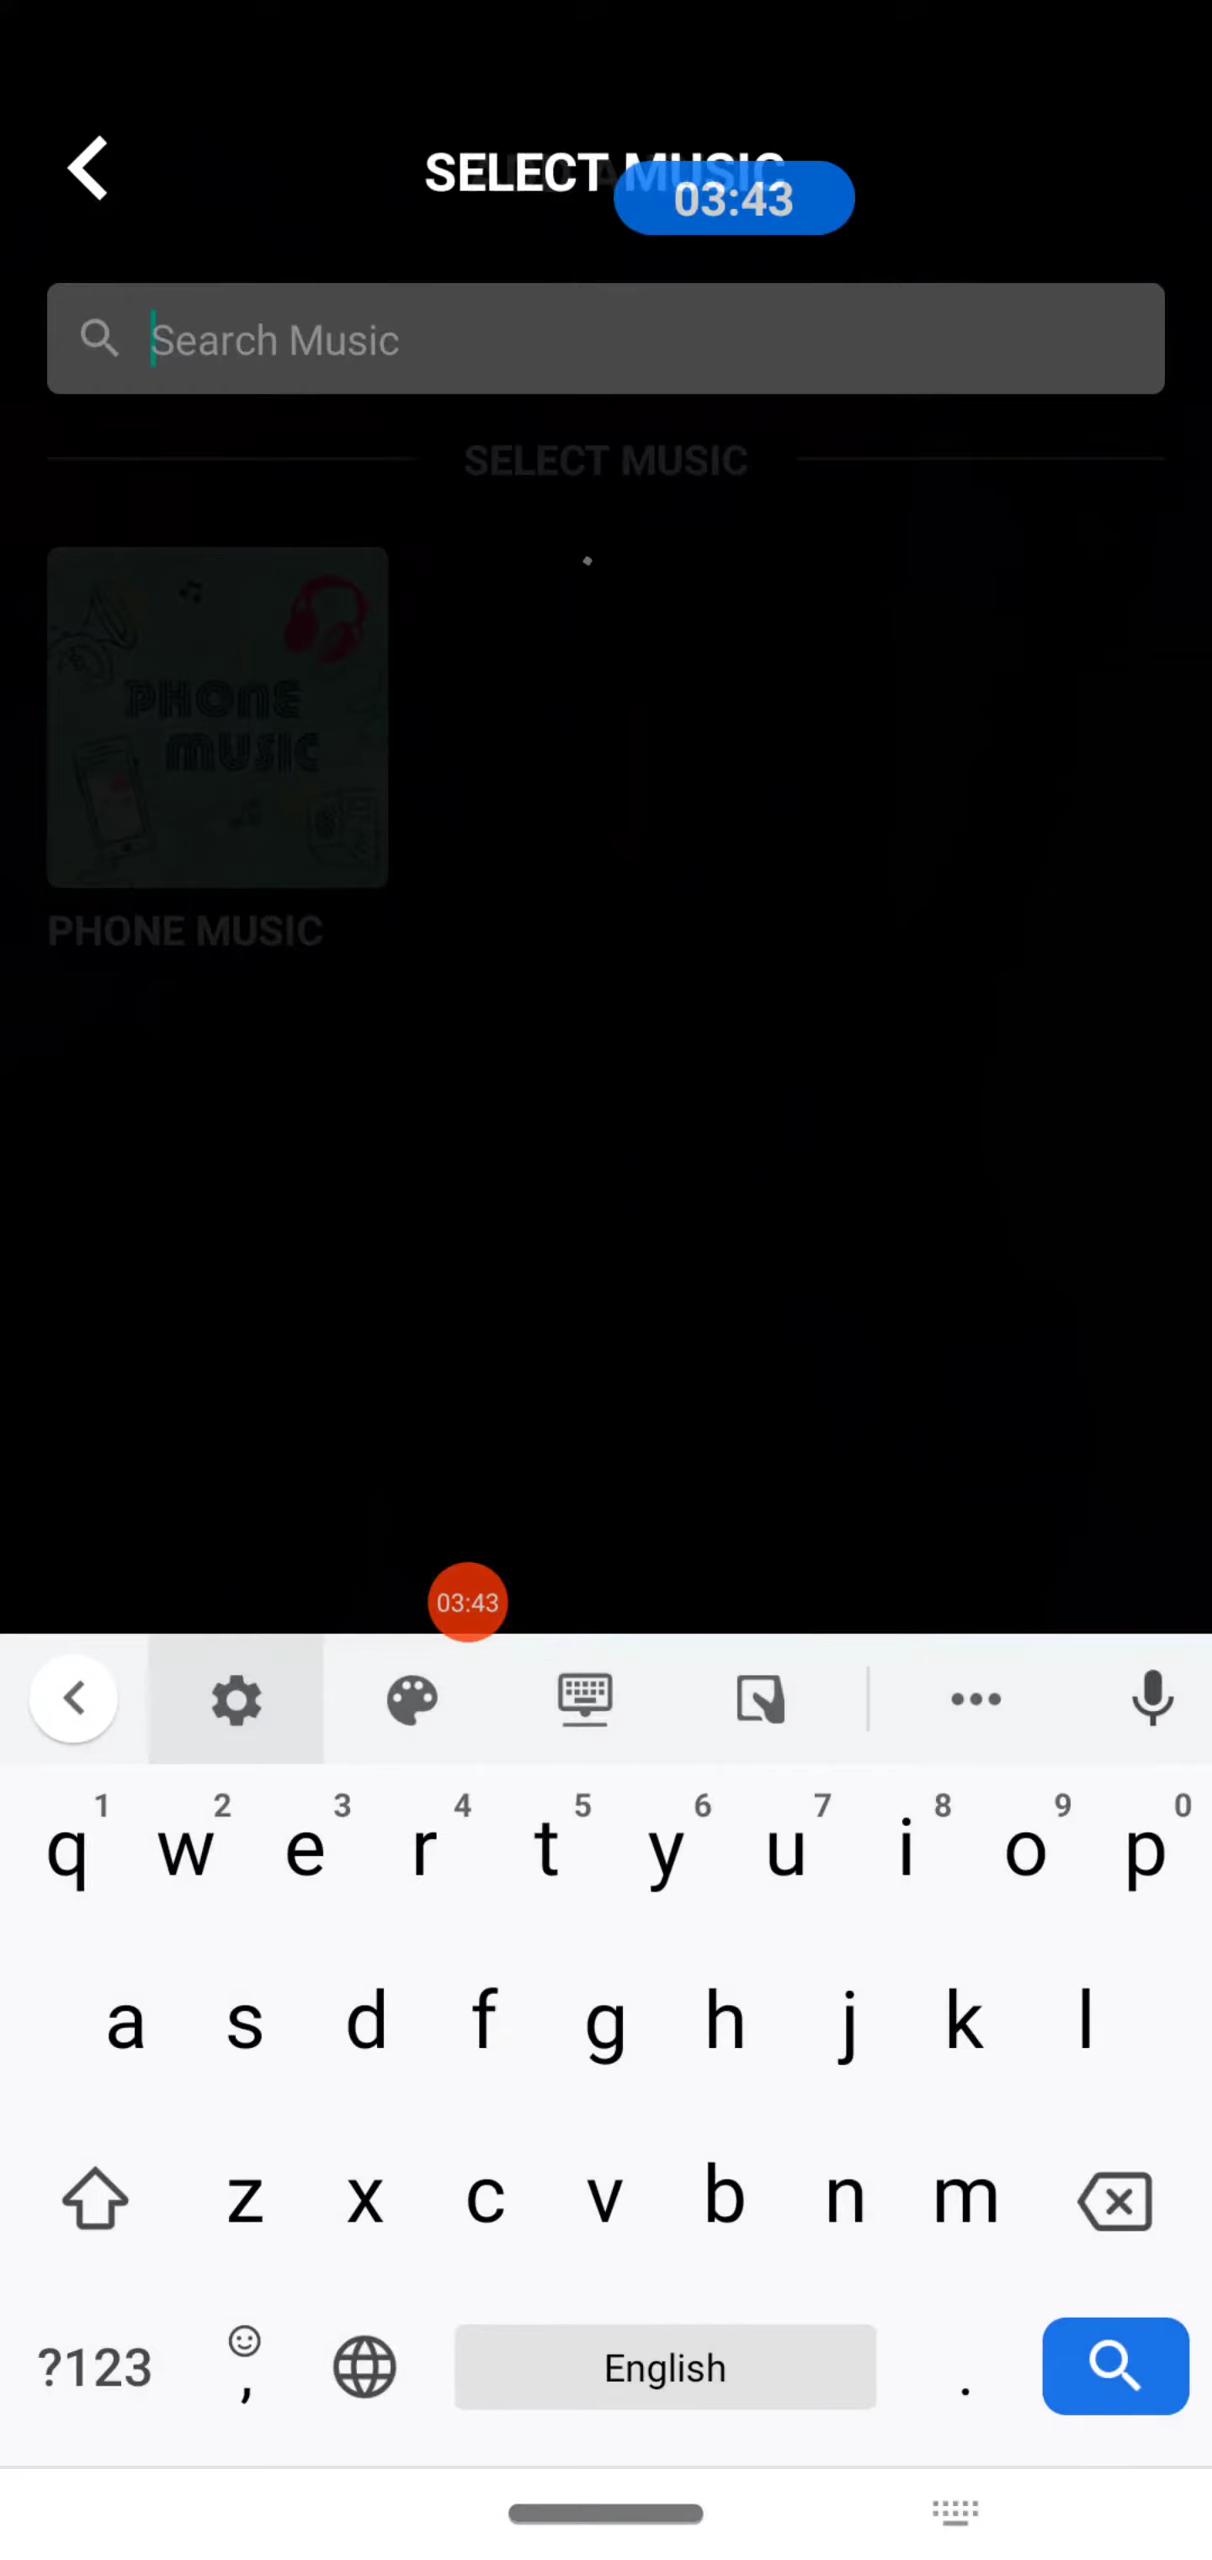 SELECT MUSIC
03:43
Search Music
SELECT MUSIC
PHONE
MUSIC
PHONE MUSIC
03:43
1 2 3 4 5 6 7 8 9 0
q w e r t y u i o p
a s d f g h j k l
z x c v b n m
?123 , English .